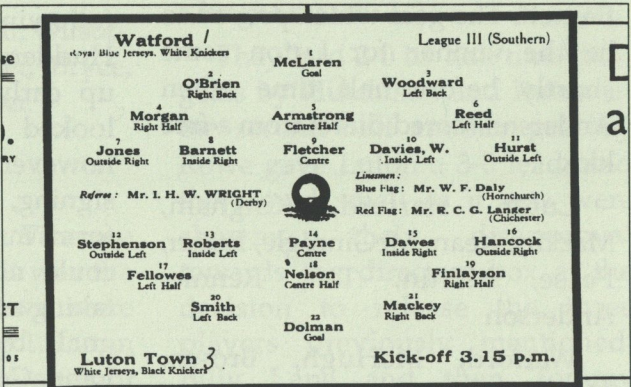 Watford
Royal Blue Jerseys, White Knickers
League III (Southern)
McLaren
Goal
2
O'Brien
Right Back
3
Woodward
Left Back
4
Morgan
Right Half
5
Armstrong
Centre Half
6
Reed
Left Half
7
Jones
Outside Right
8
Barnett
Inside Right
9
Fletcher
Centre
Davies, W.
Inside Left
11
Hurst
Outside Left
Referee: Mr. I. H. W. WRIGHT
(Derby)
Linesmen:
Blue Flag: Mr. W. F. Daly
(Hornchurch)
Red Flag: Mr. R. C. G. Langer
(Chichester)
12
Stephenson
Outside Left
Roberts
Inside Left
14
Payne
Centre
15
Dawes
Inside Right
16
Hancock
Outside Right
17
Fellows
Left Half
18
Nelson
Centre Half
19
Finlayson
Right Half
20
Smith
Left Back
21
Mackey
Right Back
22
Dolman
Goal
Luton Town
White Jerseys, Black Knickers
Kick-off 3.15 p.m.